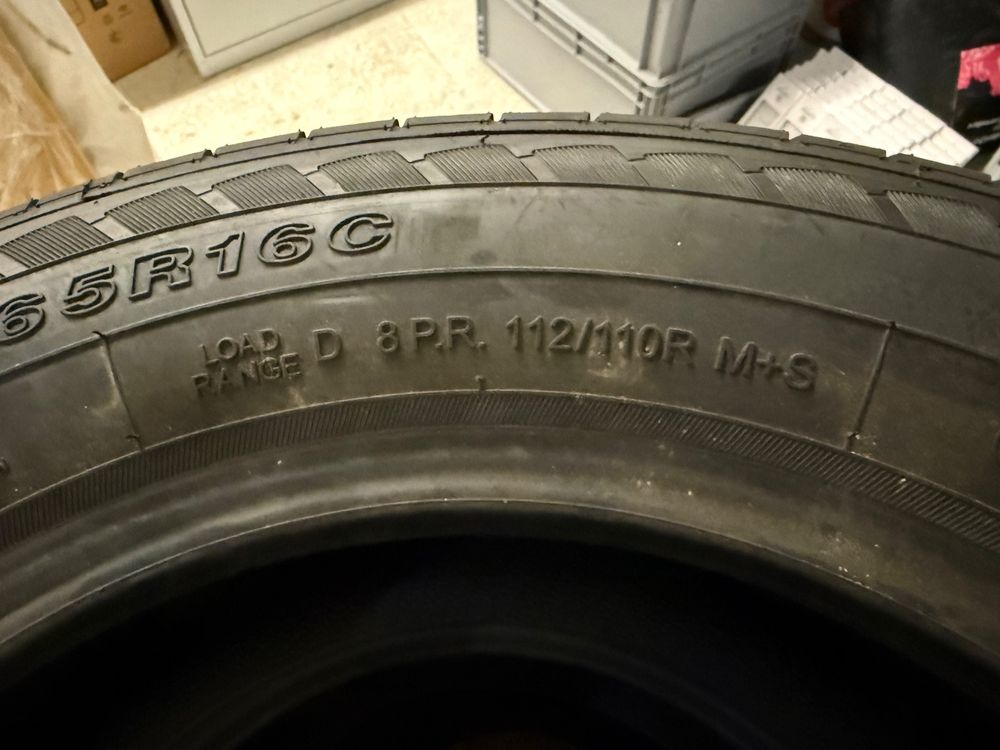 65R16C
LOAD
RANGE D 8 P.R. 112/110R M+S